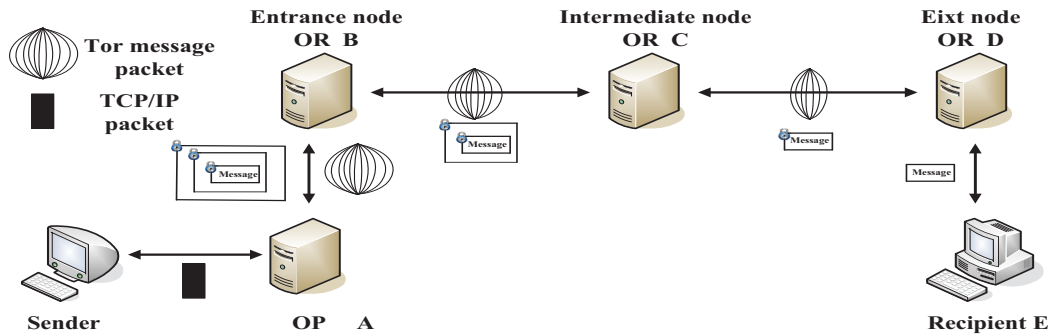 Entrance node
OR B
Intermediate node
OR C
Eixt node
OR D
Tor message
packet
TCP/IP
packet
Message
Message
Message
Message
Sender
OP A
Recipient E